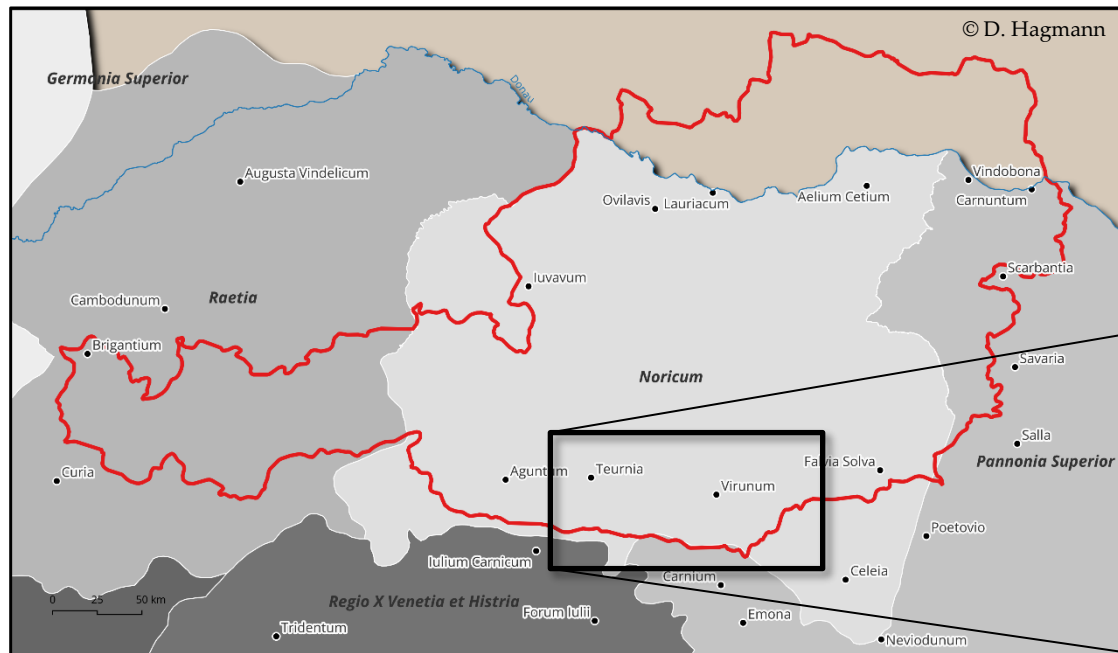 © D. Hagmann
Germania Superior
Donau
Augusta Vindelicum
Vindobona
Ovilavis
Lauriacum
Aelium Cetium
Carnuntum
Iuvavum
Scarbantia
Cambodunum
Raetia
Brigantium
Noricum
Savaria
Salla
Curia
Aguntum
Teurnia
Falvia Solva
Pannonia Superior
Virunum
Poetovio
Iulium Carnicum
Carnium
Celeia
0 25 50 km
Regio X Venetia et Histria
Forum Iulii
Emona
Tridentum
Neviodunum